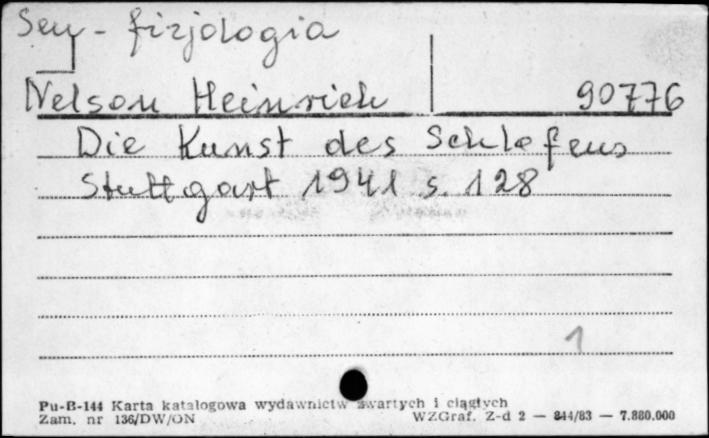 Sen - fizjologia
Nelson Heinrich 90776
Die Kunst des Schlafens
Stuttgart 1941 s. 128
1
Pu-B-144 Karta katalogowa wydawnictw zwartych i ciągłych
Zam. nr 136/DW/ON WZGraf. Z-d 2 — 844/83 — 7.880.000